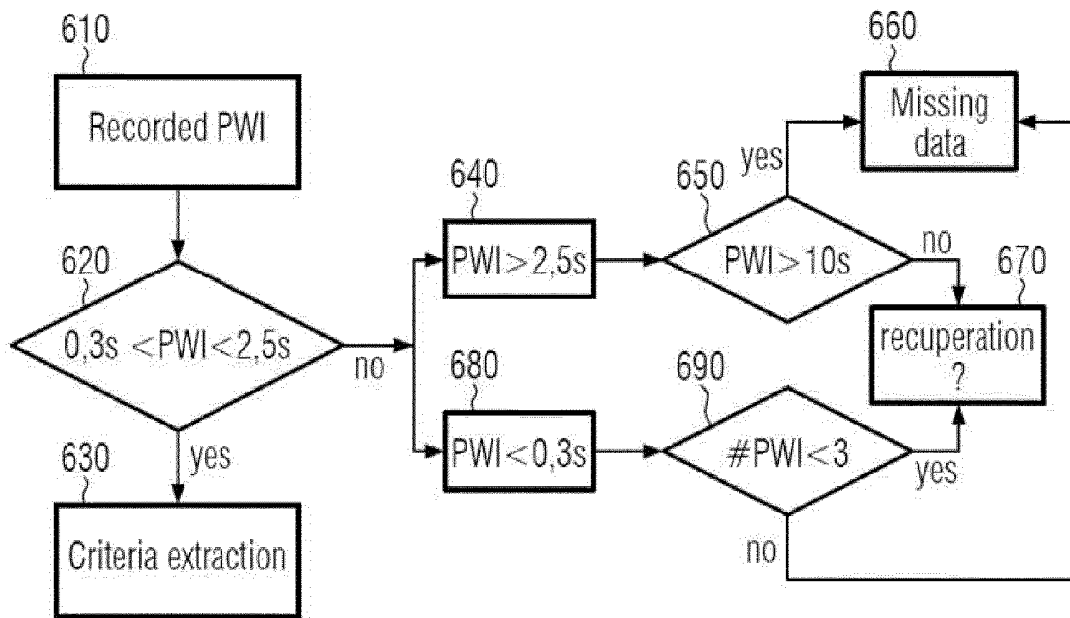 610
Recorded PWI
620
0,3s <PWI<2,5s
no
yes
630
Criteria extraction
640
PWI>2,5s
650
PWI>10s
yes
no
660
Missing
data
670
recuperation
?
680
PWI<0,3s
690
#PWI<3
yes
no